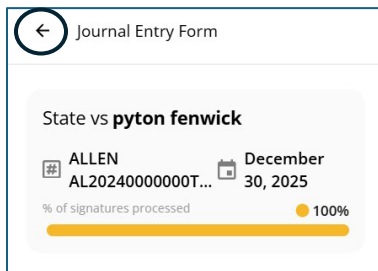 Journal Entry Form
State vs pyton fenwick
# ALLEN
AL20240000000T...
December
30, 2025
% of signatures processed
100%